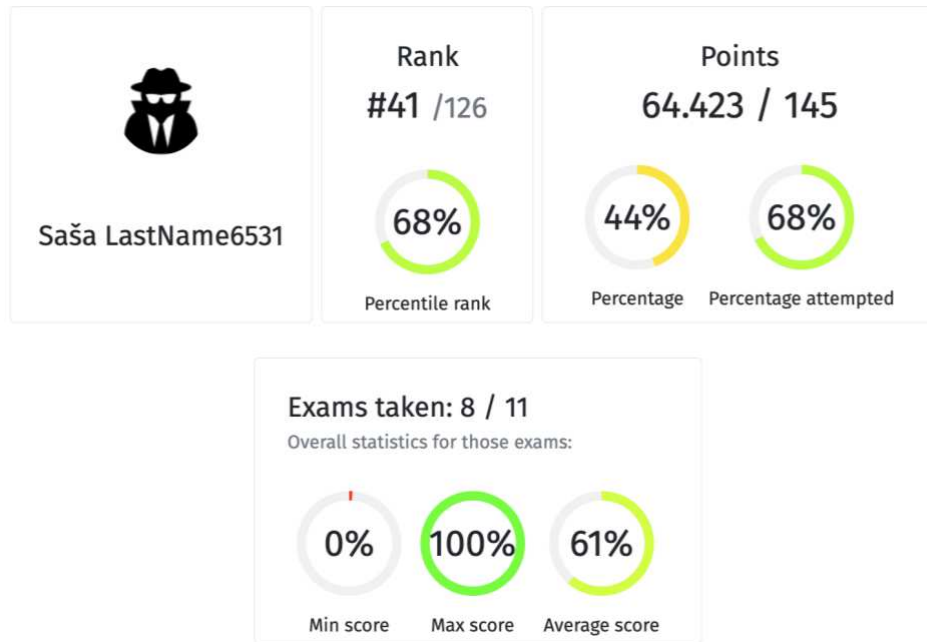 Saša LastName6531
Rank
#41 /126
68%
Percentile rank
Points
64.423 / 145
44%
Percentage
68%
Percentage attempted
Exams taken: 8 / 11
Overall statistics for those exams:
0%
Min score
100%
Max score
61%
Average score